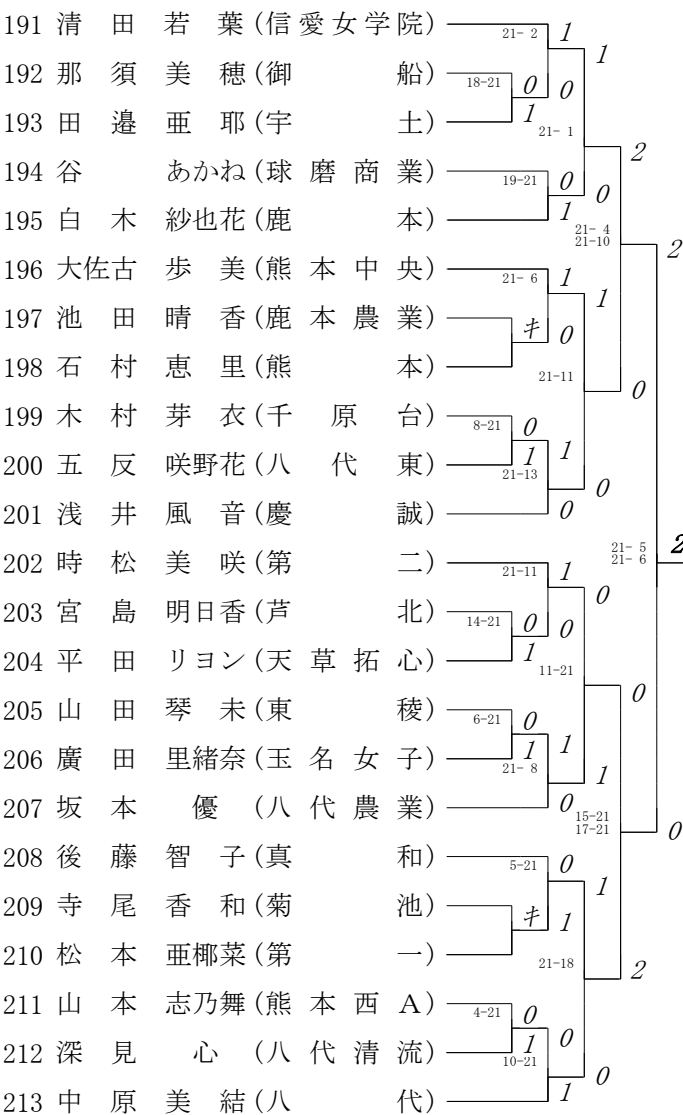 191 清田若葉(信愛女学院) 21- 2 1 1
192 那須美穂(御船) 18-21 0 0
193 田邉亜耶(宇土) 1 21- 1 2
194 谷あかね(球磨商業) 19-21 0 0
195 白木紗也花(鹿本) 1 21- 4 21-10 2
196 大佐古歩美(熊本中央) 21- 6 1 1
197 池田晴香(鹿本農業) キ 0
198 石村恵里(熊本) 21-11 0
199 木村芽衣(千原台) 8-21 0
200 五反咲野花(八代東) 1 21-13 1 0
201 浅井風音(慶誠) 0
202 時松美咲(第二) 21-11 1 0 21- 5 21- 6 2
203 宮島明日香(芦北) 14-21 0 0
204 平田リヨン(天草拓心) 1 11-21 0
205 山田琴未(東稜) 6-21 0
206 廣田里緒奈(玉名女子) 1 21- 8 1 1
207 坂本優(八代農業) 0 15-21 17-21 0
208 後藤智子(真和) 5-21 0 1
209 寺尾香和(菊池) キ 1
210 松本亜椰菜(第一) 21-18 2
211 山本志乃舞(熊本西A) 4-21 0
212 深見心(八代清流) 1 10-21 0 0
213 中原美結(八代) 1